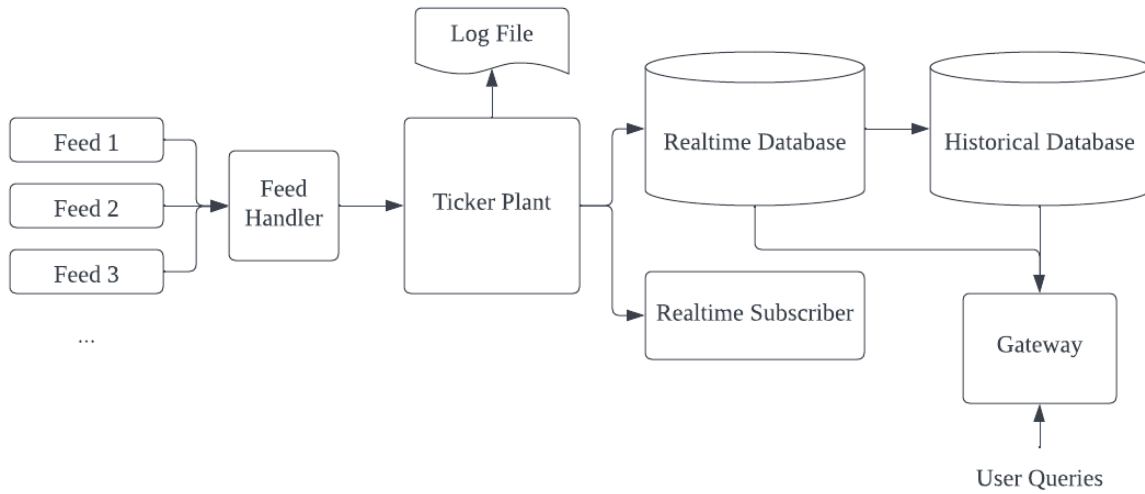 Log File
Feed 1
Feed 2
Feed 3
...
Feed
Handler
Ticker Plant
Realtime Database
Historical Database
Realtime Subscriber
Gateway
User Queries